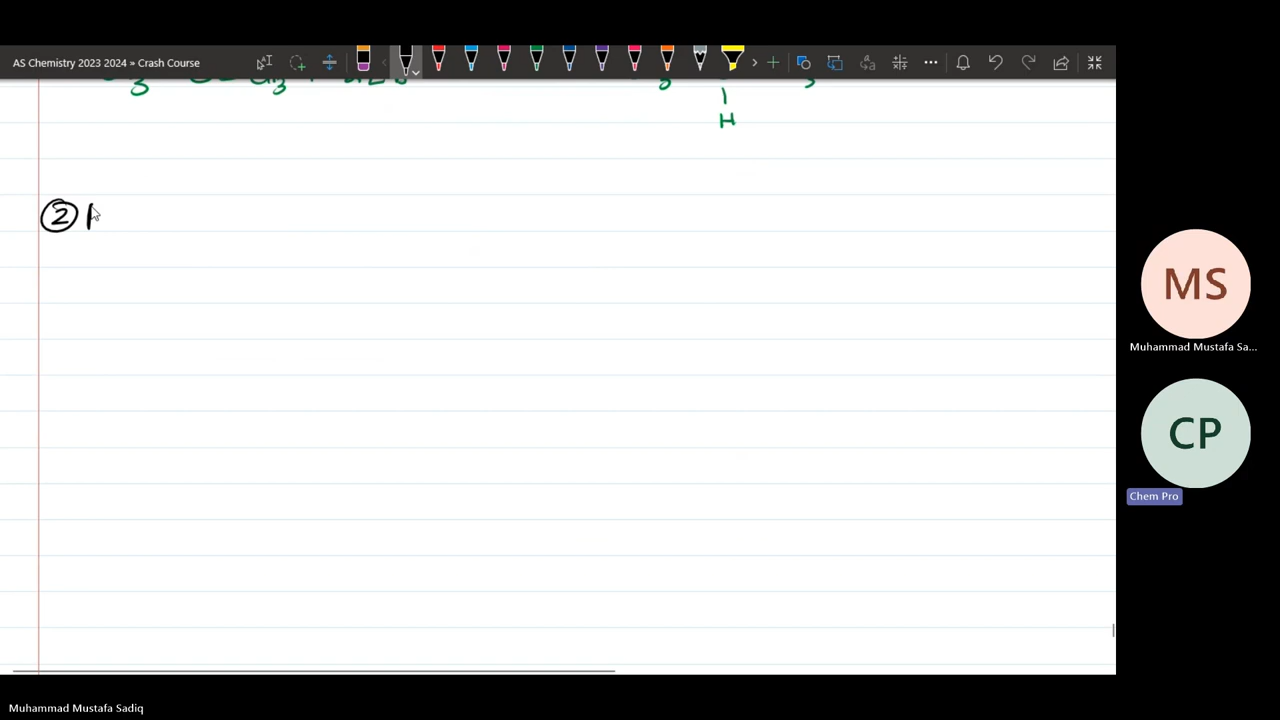 AS Chemistry 2023 2024 » Crash Course
H
②
MS
Muhammad Mustafa Sa...
CP
Chem Pro
Muhammad Mustafa Sadiq